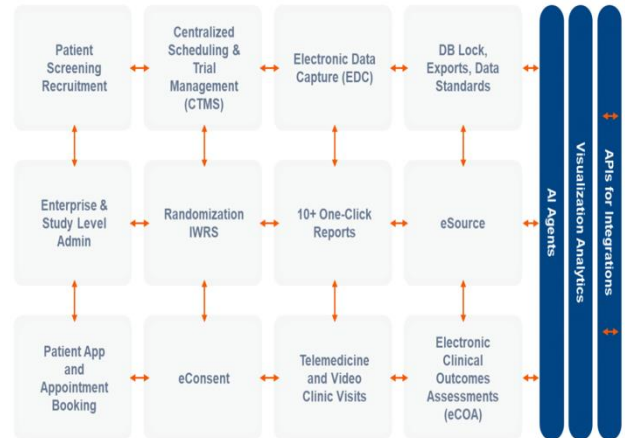 Patient
Screening
Recruitment
Centralized
Scheduling &
Trial
Management
(CTMS)
Electronic Data
Capture (EDC)
DB Lock,
Exports, Data
Standards
Enterprise &
Study Level
Admin
Randomization
IWRS
10+ One-Click
Reports
eSource
Patient App
and
Appointment
Booking
eConsent
Telemedicine
and Video
Clinic Visits
Electronic
Clinical
Outcomes
Assessments
(eCOA)
AI Agents
Visualization Analytics
APIs for Integrations